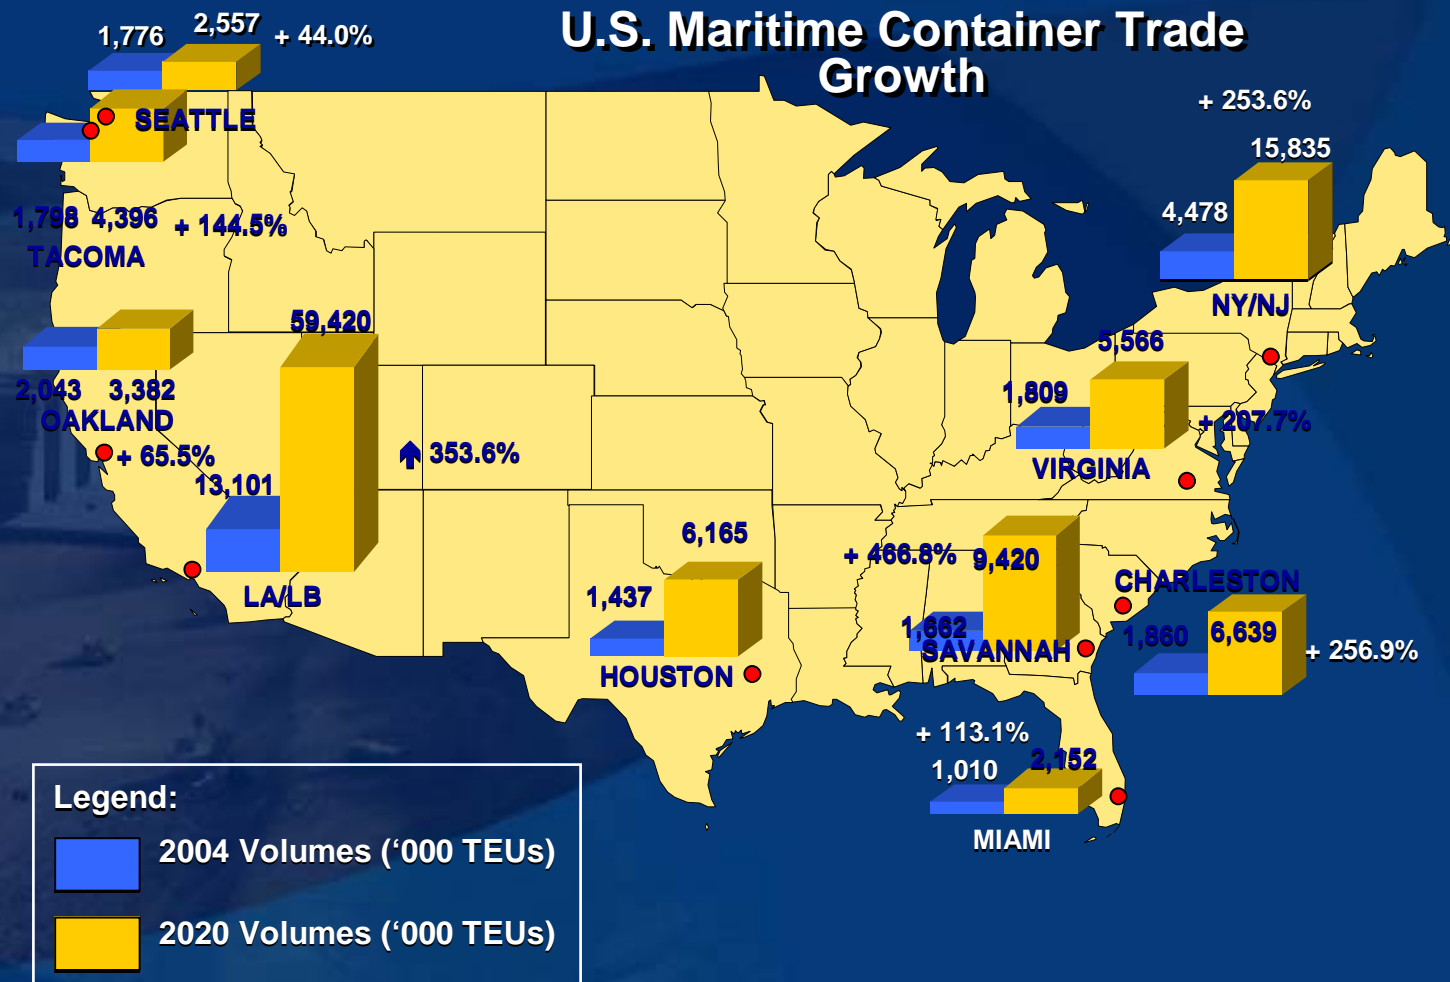 U.S. Maritime Container Trade
Growth
1,776
2,557
+ 44.0%
SEATTLE
1,798
4,396
+ 144.5%
TACOMA
2,043
3,382
OAKLAND
+ 65.5%
59,420
13,101
353.6%
LA/LB
6,165
1,437
HOUSTON
+ 253.6%
15,835
4,478
NY/NJ
5,566
1,809
+ 207.7%
VIRGINIA
+ 466.8%
9,420
1,662
SAVANNAH
CHARLESTON
1,860
6,639
+ 256.9%
+ 113.1%
2,152
1,010
MIAMI
Legend:
2004 Volumes (‘000 TEUs)
2020 Volumes (‘000 TEUs)